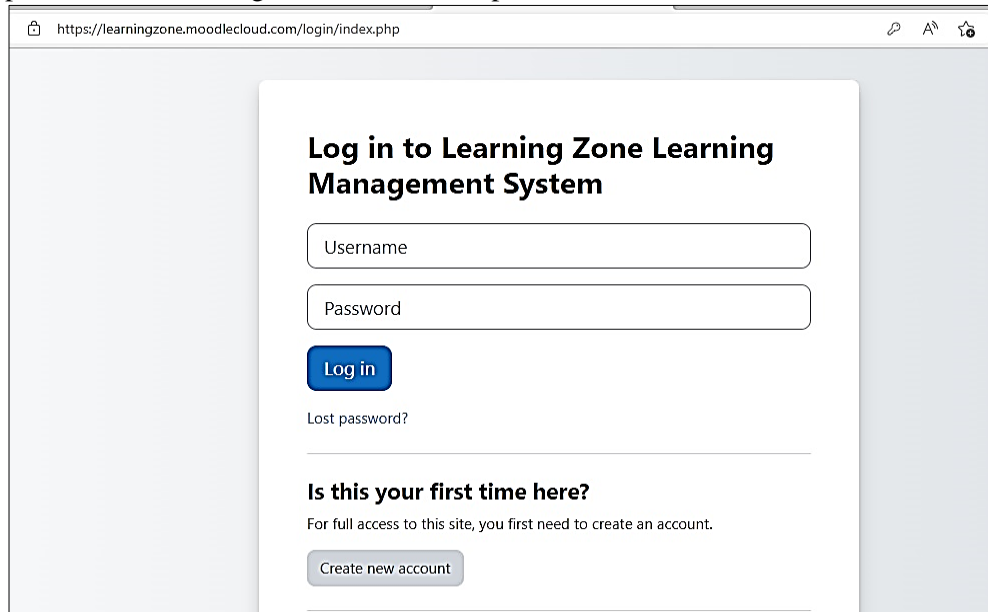 https://learningzone.moodlecloud.com/login/index.php
Log in to Learning Zone Learning
Management System
Username
Password
Log in
Lost password?
Is this your first time here?
For full access to this site, you first need to create an account.
Create new account